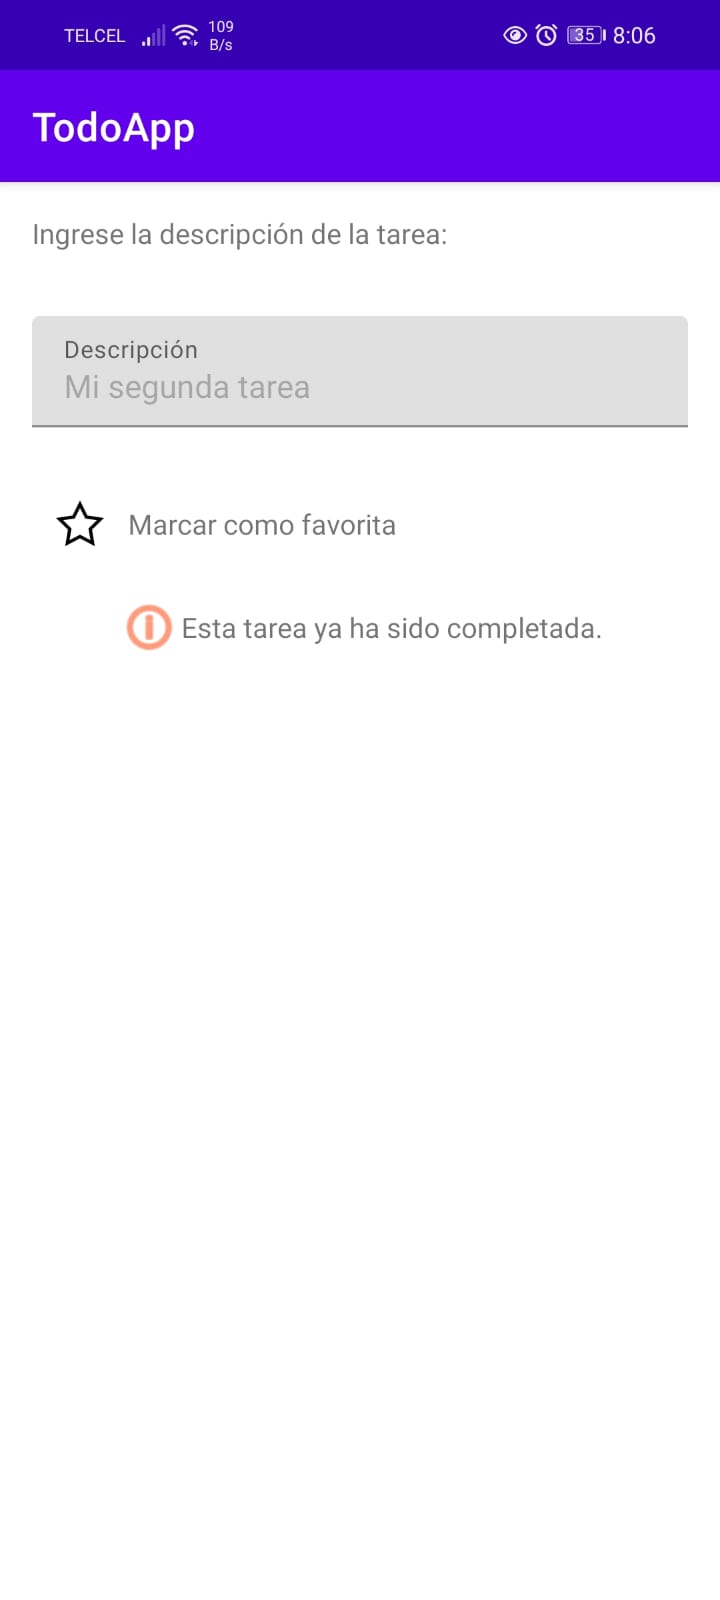 TELCEL 109 B/s 35 8:06
TodoApp
Ingrese la descripción de la tarea:
Descripción
Mi segunda tarea
Marcar como favorita
Esta tarea ya ha sido completada.